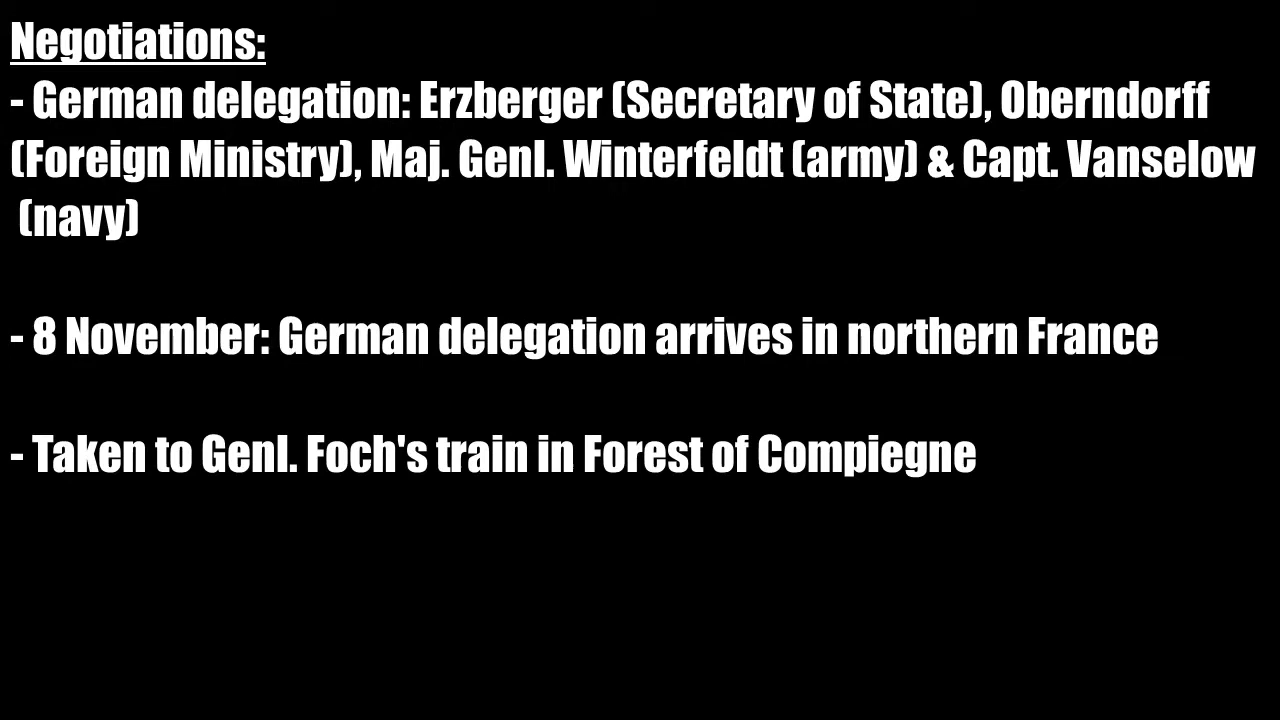 Negotiations:
- German delegation: Erzberger (Secretary of State), Oberndorff
(Foreign Ministry), Maj. Genl. Winterfeldt (army) & Capt. Vanselow
(navy)
- 8 November: German delegation arrives in northern France
- Taken to Genl. Foch's train in Forest of Compiegne